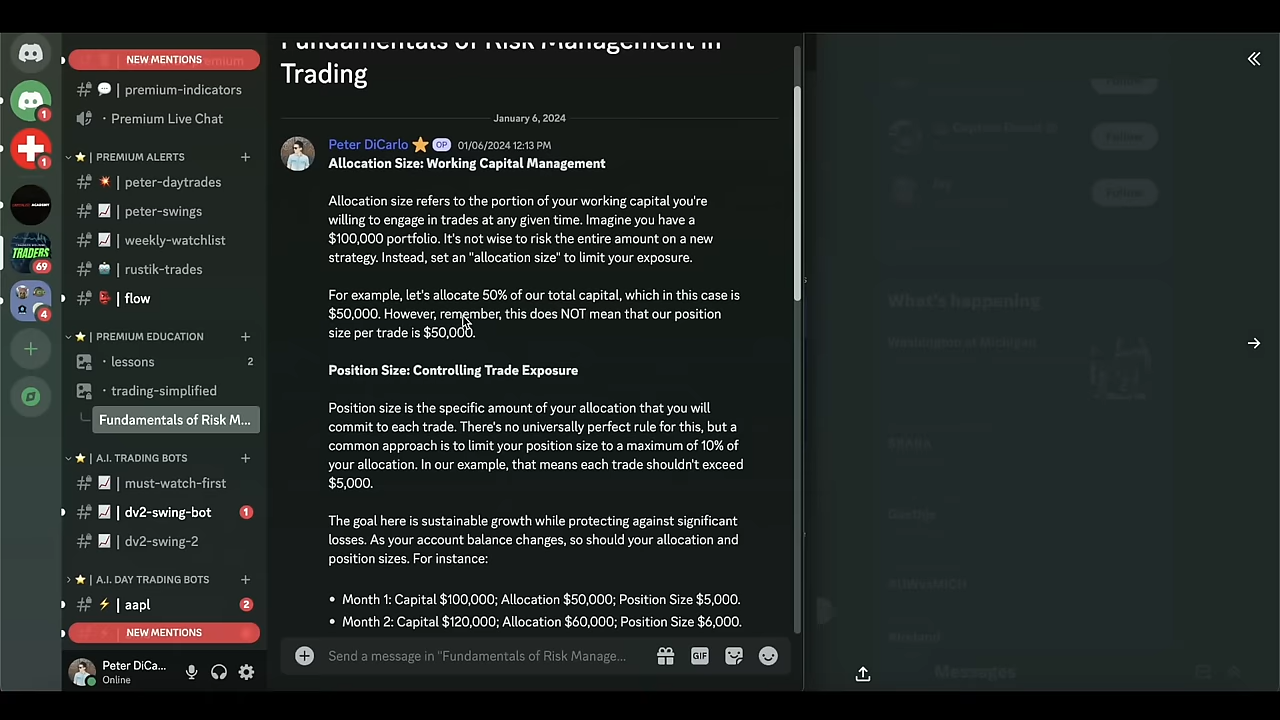 NEW MENTIONS
premium-indicators
Premium Live Chat
PREMIUM ALERTS
peter-daytrades
peter-swings
weekly-watchlist
rustik-trades
flow
PREMIUM EDUCATION
lessons 2
trading-simplified
Fundamentals of Risk M...
A.I. TRADING BOTS
must-watch-first
dv2-swing-bot 1
dv2-swing-2
A.I. DAY TRADING BOTS
aapl 2
NEW MENTIONS
Peter DiCa...
Online
1
1
TRADERS
69
4
Fundamentals of Risk Management in
Trading
January 6, 2024
Peter DiCarlo OP 01/06/2024 12:13 PM
Allocation Size: Working Capital Management
Allocation size refers to the portion of your working capital you're
willing to engage in trades at any given time. Imagine you have a
$100,000 portfolio. It's not wise to risk the entire amount on a new
strategy. Instead, set an "allocation size" to limit your exposure.
For example, let's allocate 50% of our total capital, which in this case is
$50,000. However, remember, this does NOT mean that our position
size per trade is $50,000.
Position Size: Controlling Trade Exposure
Position size is the specific amount of your allocation that you will
commit to each trade. There's no universally perfect rule for this, but a
common approach is to limit your position size to a maximum of 10% of
your allocation. In our example, that means each trade shouldn't exceed
$5,000.
The goal here is sustainable growth while protecting against significant
losses. As your account balance changes, so should your allocation and
position sizes. For instance:
• Month 1: Capital $100,000; Allocation $50,000; Position Size $5,000.
• Month 2: Capital $120,000; Allocation $60,000; Position Size $6,000.
Send a message in "Fundamentals of Risk Manage...
GIF
Follow
Follow
What's happening
Washington at Michigan
Messages